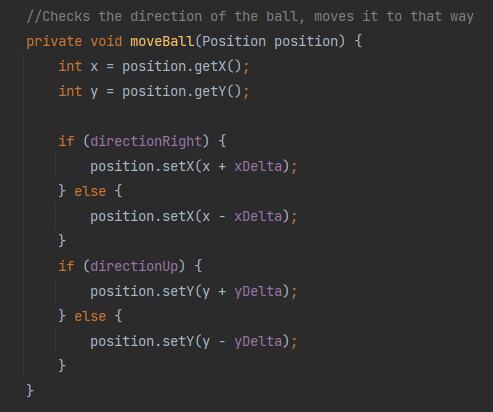 //Checks the direction of the ball, moves it to that way
private void moveBall(Position position) {
    int x = position.getX();
    int y = position.getY();

    if (directionRight) {
        position.setX(x + xDelta);
    } else {
        position.setX(x - xDelta);
    }
    if (directionUp) {
        position.setY(y + yDelta);
    } else {
        position.setY(y - yDelta);
    }
}